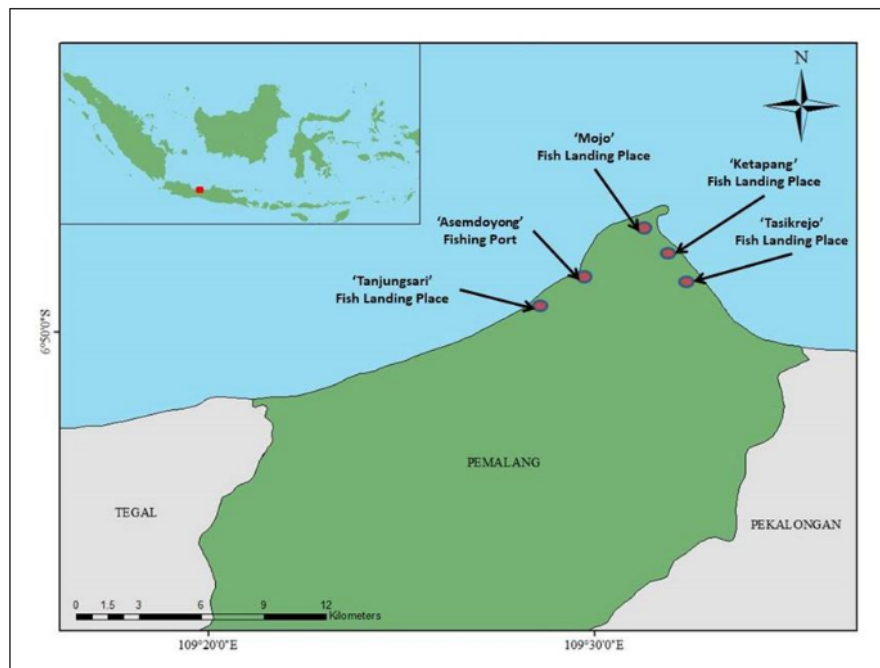 N
'Mojo'
Fish Landing Place
'Ketapang'
Fish Landing Place
'Asemdoyong'
Fishing Port
'Tasikrejo'
Fish Landing Place
'Tanjungsari'
Fish Landing Place
6°50'0"S
PEMALANG
TEGAL
PEKALONGAN
0 1.5 3 6 9 12
Kilometers
109°20'0"E
109°30'0"E